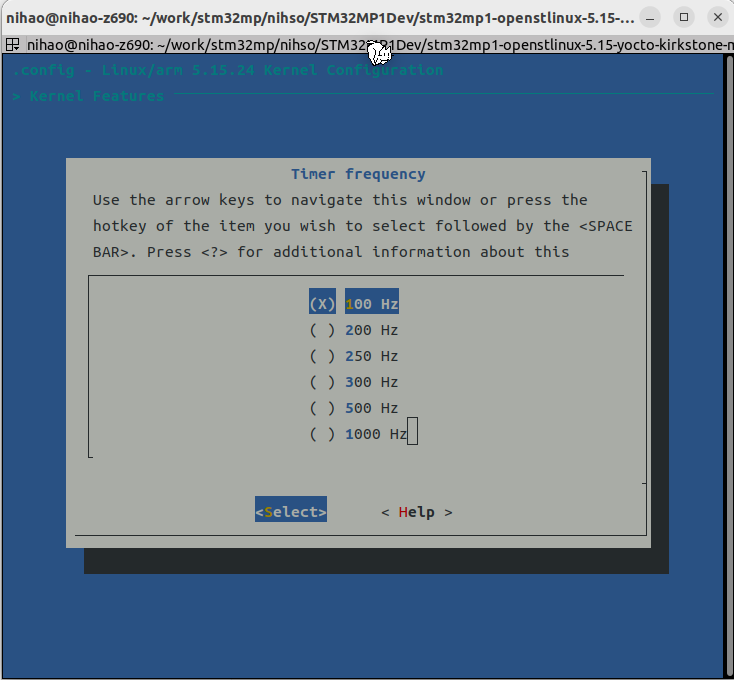 nihao@nihao-z690: ~/work/stm32mp/nihso/STM32MP1Dev/stm32mp1-openstlinux-5.15-...
nihao@nihao-z690: ~/work/stm32mp/nihso/STM32MP1Dev/stm32mp1-openstlinux-5.15-yocto-kirkstone-m
.config - Linux/arm 5.15.24 Kernel Configuration
> Kernel Features
Timer frequency
Use the arrow keys to navigate this window or press the
hotkey of the item you wish to select followed by the <SPACE
BAR>. Press <?> for additional information about this
(X) 100 Hz
( ) 200 Hz
( ) 250 Hz
( ) 300 Hz
( ) 500 Hz
( ) 1000 Hz
<Select> < Help >